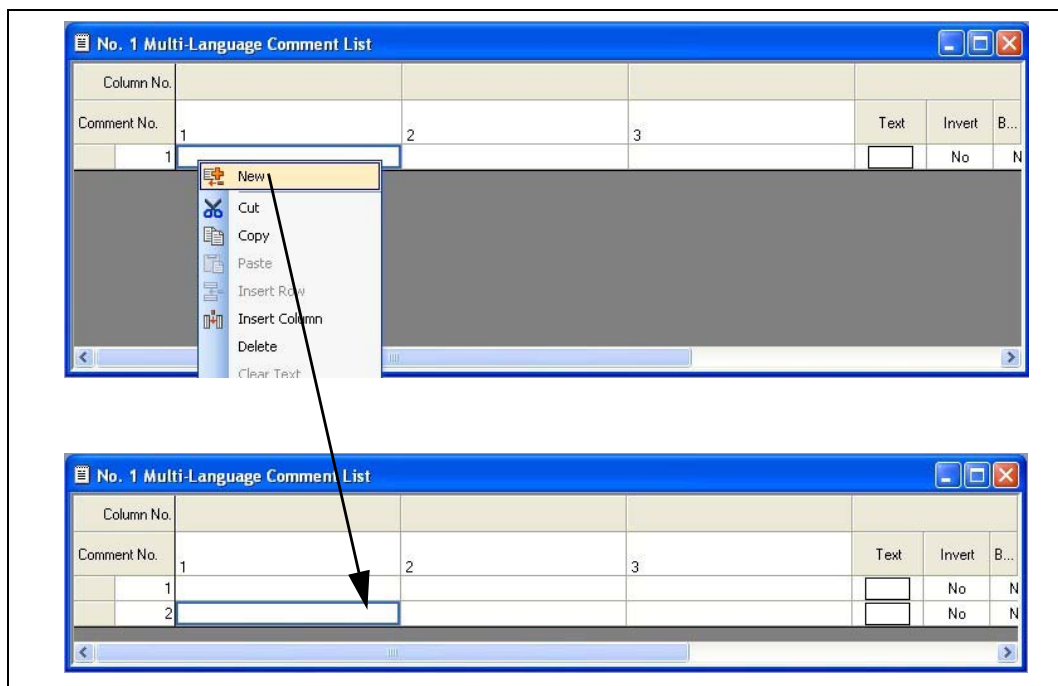 No. 1 Multi-Language Comment List
Column No.
Comment No. 1 2 3 Text Invert B...
1 No N
New
Cut
Copy
Paste
Insert Row
Insert Column
Delete
Clear Text
No. 1 Multi-Language Comment List
Column No.
Comment No. 1 2 3 Text Invert B...
1 No N
2 No N